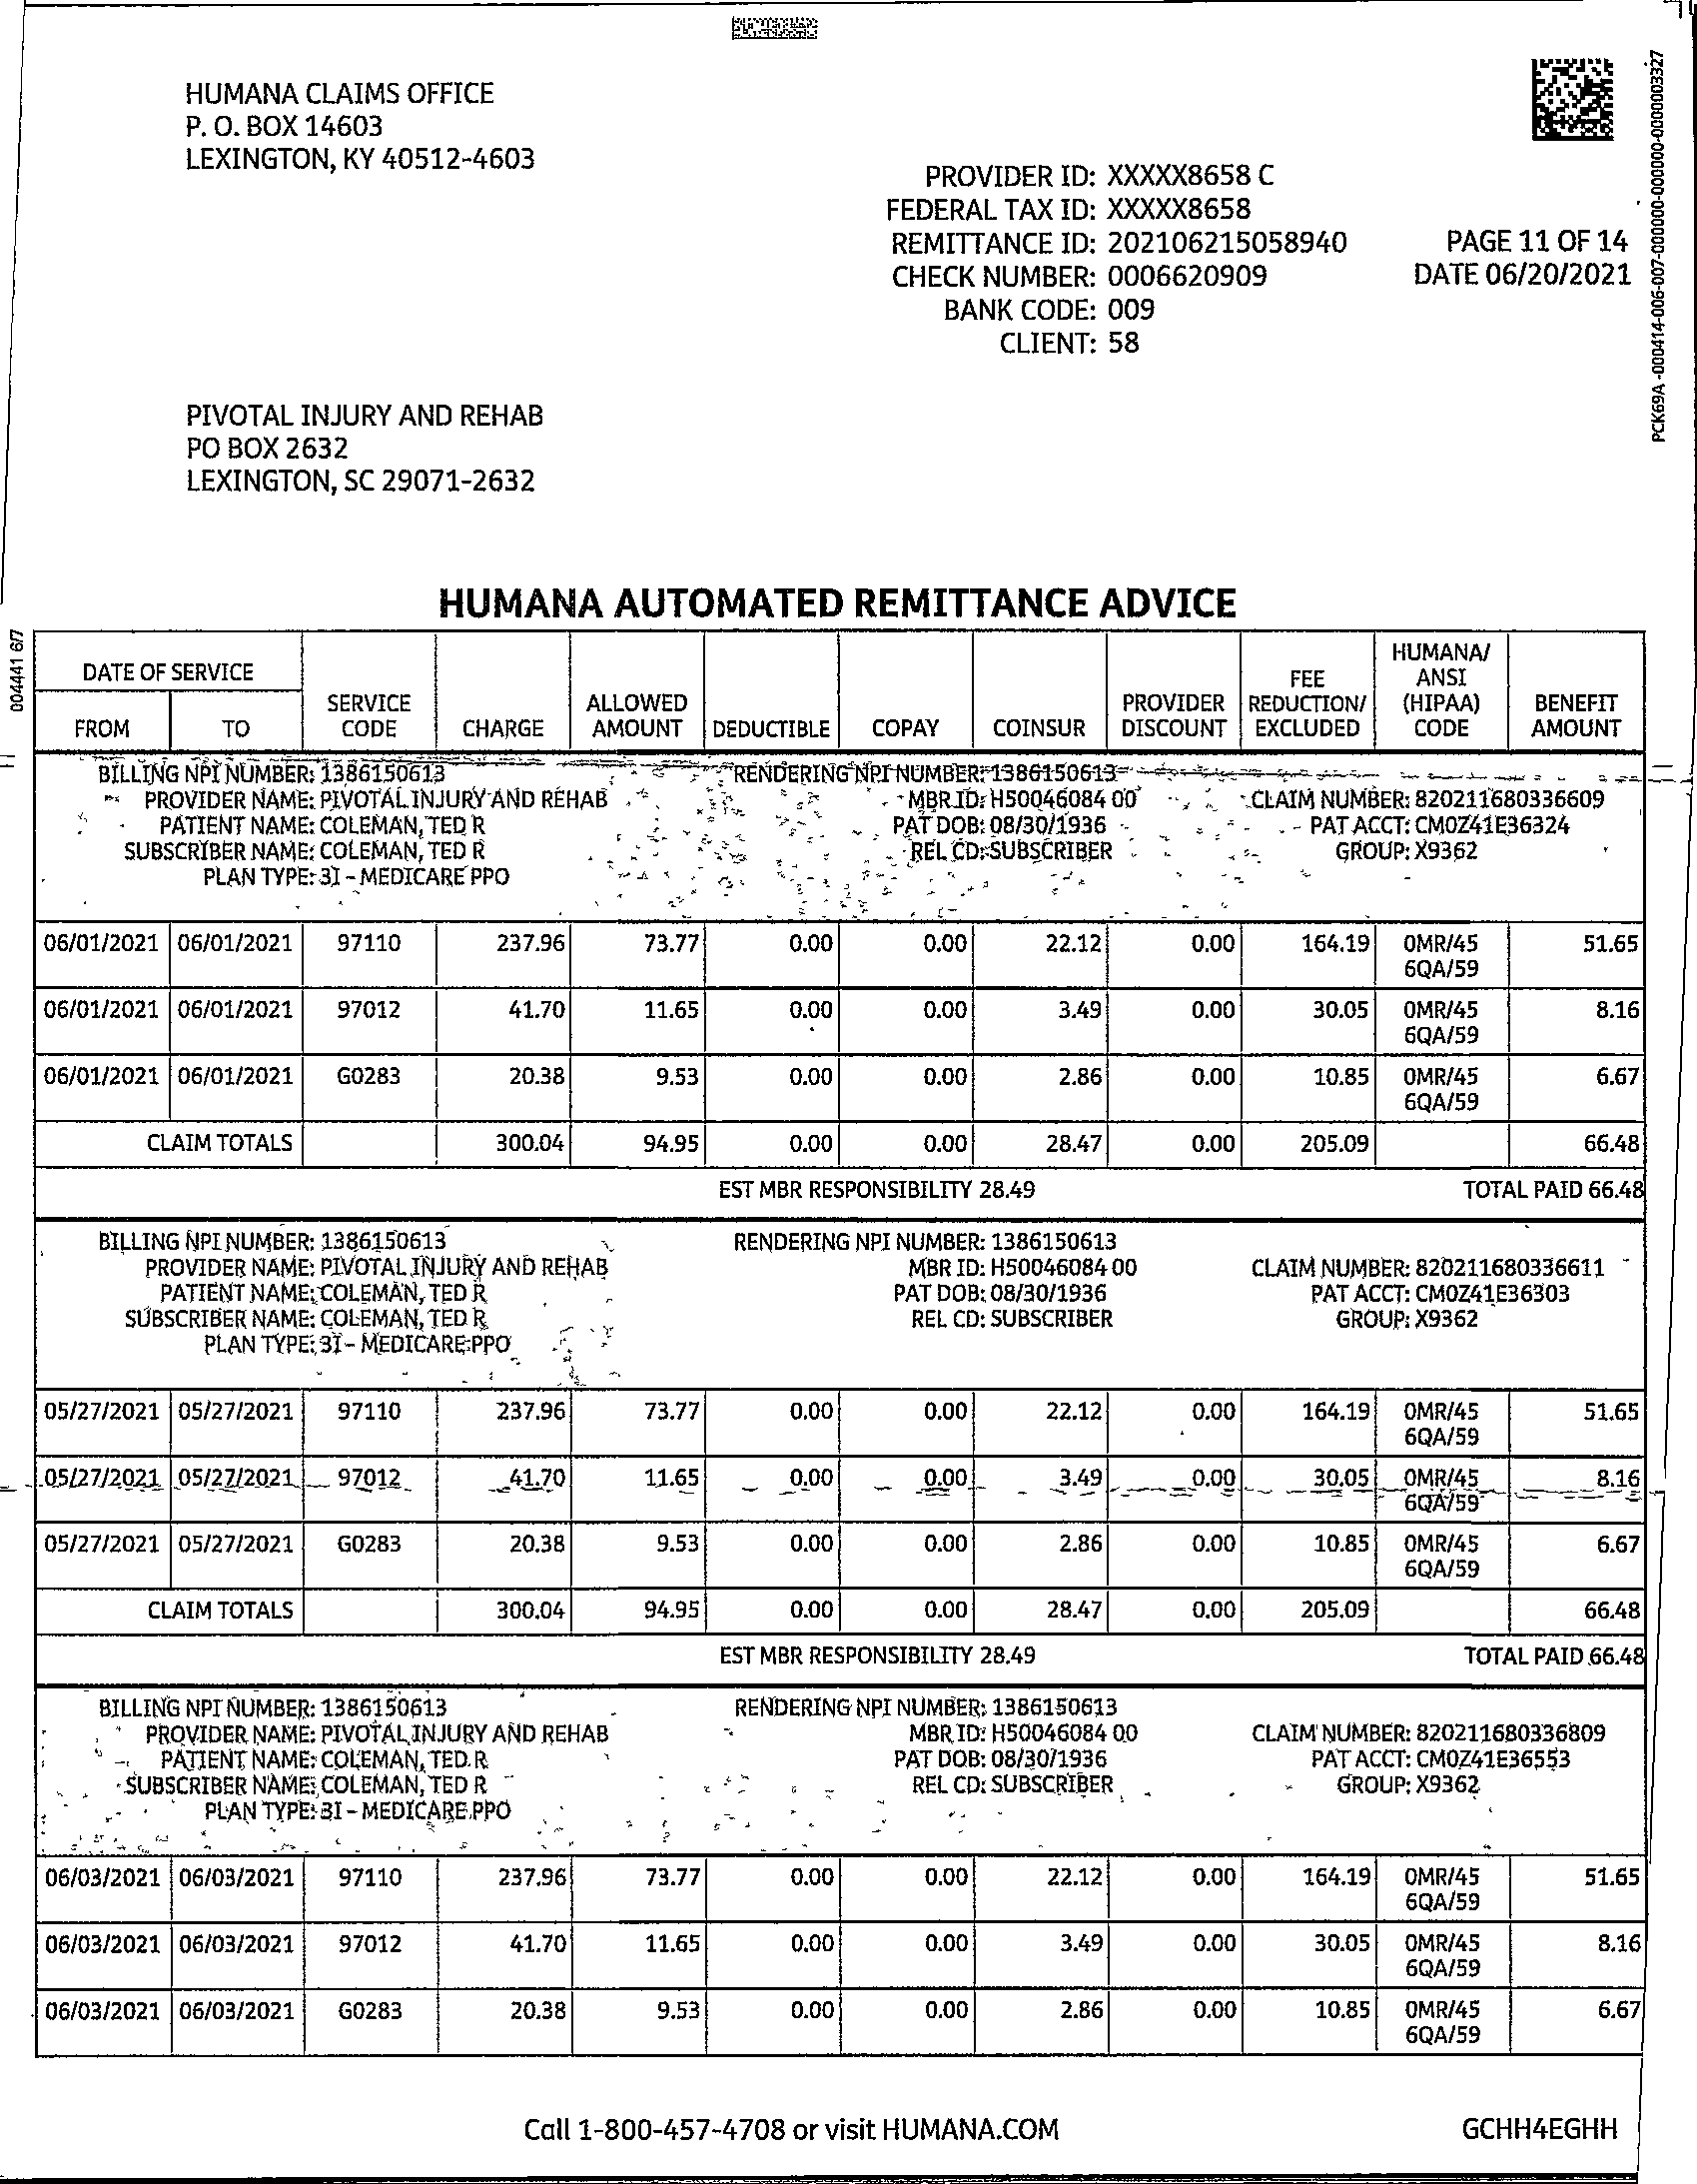 HUMANA CLAIMS OFFICE
P. O. BOX 14603
LEXINGTON, KY 40512-4603
PROVIDER ID: XXXXX8658 C
FEDERAL TAX ID: XXXXX8658
REMITTANCE ID: 202106215058940 PAGE 11 OF 14
CHECK NUMBER: 0006620909 DATE 06/20/2021
BANK CODE: 009
CLIENT: 58
PCK69A -000414-006-007-00000-000000-000000-0000003327
PIVOTAL INJURY AND REHAB
PO BOX 2632
LEXINGTON, SC 29071-2632
HUMANA AUTOMATED REMITTANCE ADVICE
004441 6/7
DATE OF SERVICE FROM TO SERVICE CODE CHARGE ALLOWED AMOUNT DEDUCTIBLE COPAY COINSUR PROVIDER DISCOUNT FEE REDUCTION/ EXCLUDED HUMANA/ ANSI (HIPAA) CODE BENEFIT AMOUNT
BILLING NPI NUMBER: 1386150613 RENDERING NPI NUMBER: 1386150613
PROVIDER NAME: PIVOTAL INJURY AND REHAB MBR ID: H50046084 00 CLAIM NUMBER: 820211680336609
PATIENT NAME: COLEMAN, TED R PAT DOB: 08/30/1936 PAT ACCT: CM0Z41E36324
SUBSCRIBER NAME: COLEMAN, TED R REL CD: SUBSCRIBER GROUP: X9362
PLAN TYPE: 3I - MEDICARE PPO
06/01/2021 06/01/2021 97110 237.96 73.77 0.00 0.00 22.12 0.00 164.19 0MR/45 51.65
6QA/59
06/01/2021 06/01/2021 97012 41.70 11.65 0.00 0.00 3.49 0.00 30.05 0MR/45 8.16
6QA/59
06/01/2021 06/01/2021 G0283 20.38 9.53 0.00 0.00 2.86 0.00 10.85 0MR/45 6.67
6QA/59
CLAIM TOTALS 300.04 94.95 0.00 0.00 28.47 0.00 205.09 66.48
EST MBR RESPONSIBILITY 28.49 TOTAL PAID 66.48
BILLING NPI NUMBER: 1386150613 RENDERING NPI NUMBER: 1386150613
PROVIDER NAME: PIVOTAL INJURY AND REHAB MBR ID: H50046084 00 CLAIM NUMBER: 820211680336611
PATIENT NAME: COLEMAN, TED R PAT DOB: 08/30/1936 PAT ACCT: CM0Z41E36303
SUBSCRIBER NAME: COLEMAN, TED R REL CD: SUBSCRIBER GROUP: X9362
PLAN TYPE: 3I - MEDICARE PPO
05/27/2021 05/27/2021 97110 237.96 73.77 0.00 0.00 22.12 0.00 164.19 0MR/45 51.65
6QA/59
05/27/2021 05/27/2021 97012 41.70 11.65 0.00 0.00 3.49 0.00 30.05 0MR/45 8.16
6QA/59
05/27/2021 05/27/2021 G0283 20.38 9.53 0.00 0.00 2.86 0.00 10.85 0MR/45 6.67
6QA/59
CLAIM TOTALS 300.04 94.95 0.00 0.00 28.47 0.00 205.09 66.48
EST MBR RESPONSIBILITY 28.49 TOTAL PAID 66.48
BILLING NPI NUMBER: 1386150613 RENDERING NPI NUMBER: 1386150613
PROVIDER NAME: PIVOTAL INJURY AND REHAB MBR ID: H50046084 00 CLAIM NUMBER: 820211680336809
PATIENT NAME: COLEMAN, TED R PAT DOB: 08/30/1936 PAT ACCT: CM0Z41E36553
SUBSCRIBER NAME: COLEMAN, TED R REL CD: SUBSCRIBER GROUP: X9362
PLAN TYPE: 3I - MEDICARE PPO
06/03/2021 06/03/2021 97110 237.96 73.77 0.00 0.00 22.12 0.00 164.19 0MR/45 51.65
6QA/59
06/03/2021 06/03/2021 97012 41.70 11.65 0.00 0.00 3.49 0.00 30.05 0MR/45 8.16
6QA/59
06/03/2021 06/03/2021 G0283 20.38 9.53 0.00 0.00 2.86 0.00 10.85 0MR/45 6.67
6QA/59
Call 1-800-457-4708 or visit HUMANA.COM GCHH4EGHH